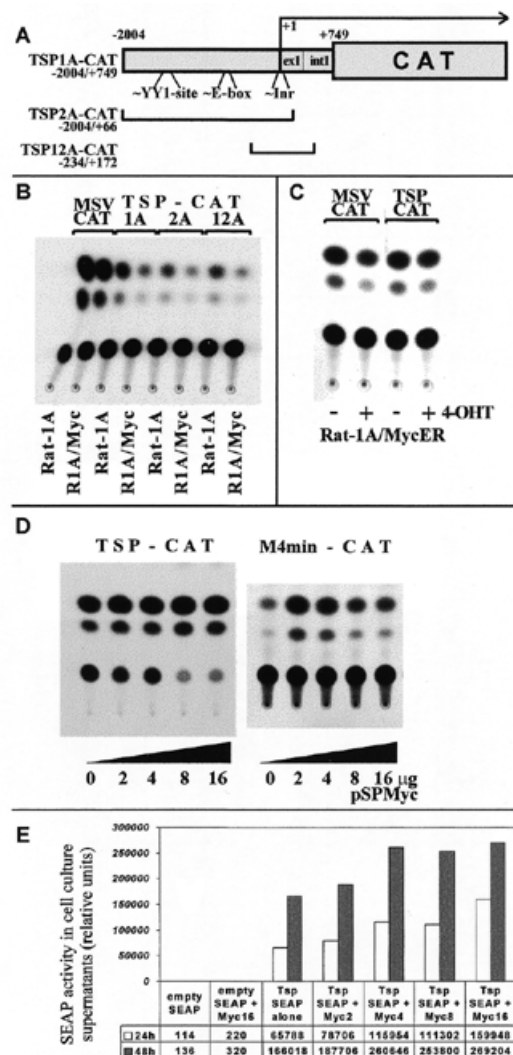 A
-2004
+1
+749
TSP1A-CAT
-2004/+749
ex1
int1
CAT
~YY1-site
~E-box
~Inr
TSP2A-CAT
-2004/+66
TSP12A-CAT
-234/+172
B
MSV
CAT
TSP-CAT
1A 2A 12A
Rat-1A
R1A/Myc
Rat-1A
R1A/Myc
Rat-1A
R1A/Myc
Rat-1A
R1A/Myc
C
MSV
CAT
TSP
CAT
- + - + 4-OHT
Rat-1A/MycER
D
TSP-CAT
M4min-CAT
0 2 4 8 16
0 2 4 8 16 µg
pSPMyc
E
SEAP activity in cell culture
supernatants (relative units)
300000
250000
200000
150000
100000
50000
0
empty SEAP
empty SEAP + Myc16
Tsp SEAP alone
Tsp SEAP + Myc2
Tsp SEAP + Myc4
Tsp SEAP + Myc8
Tsp SEAP + Myc16
24h 114 220 65788 78706 115954 111302 159948
48h 136 320 166018 187706 260646 253800 269204